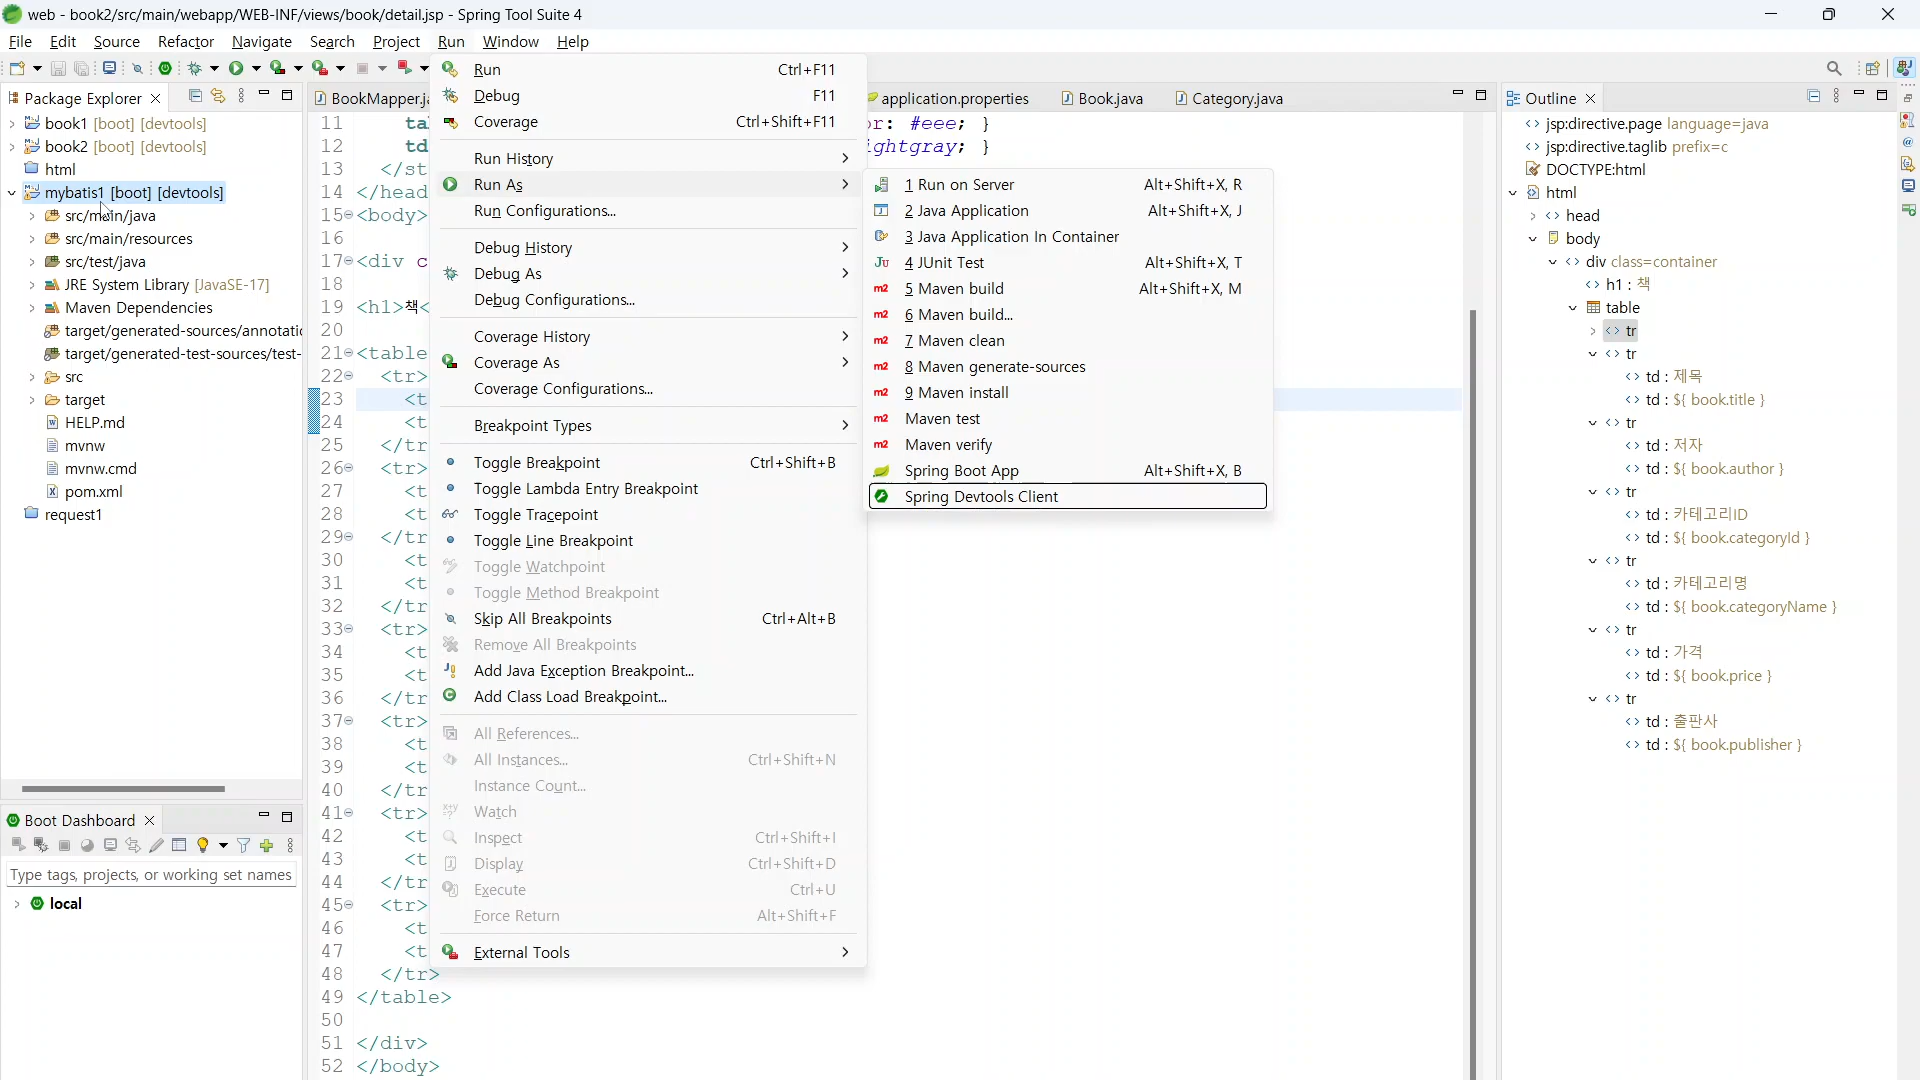 web - book2/src/main/webapp/WEB-INF/views/book/detail.jsp - Spring Tool Suite 4
File Edit Source Refactor Navigate Search Project Run Window Help
Package Explorer
book1 [boot] [devtools]
book2 [boot] [devtools]
html
mybatis1 [boot] [devtools]
src/main/java
src/main/resources
src/test/java
JRE System Library [JavaSE-17]
Maven Dependencies
target/generated-sources/annotatic
target/generated-test-sources/test-
src
target
HELP.md
mvnw
mvnw.cmd
pom.xml
request1
Boot Dashboard
Type tags, projects, or working set names
local
BookMapper.ja
application.properties
Book.java
Category.java
11 ta
or: #eee; }
12 td
ightgray; }
13 </st
14 </head
15 <body>
16
17 <div c
18
19 <h1>책<
20
21 <table
22 <tr>
23 <t
24 <t
25 </tr
26 <tr>
27 <t
28 <t
29 </tr
30 <t
31 <t
32 </tr
33 <tr>
34 <t
35 <t
36 </tr
37 <tr>
38 <t
39 <t
40 </tr
41 <tr>
42 <t
43 <t
44 </tr
45 <tr>
46 <t
47 <t
48 </tr>
49 </table>
50
51 </div>
52 </body>
Run Ctrl+F11
Debug F11
Coverage Ctrl+Shift+F11
Run History
Run As
Run Configurations...
Debug History
Debug As
Debug Configurations...
Coverage History
Coverage As
Coverage Configurations...
Breakpoint Types
Toggle Breakpoint Ctrl+Shift+B
Toggle Lambda Entry Breakpoint
Toggle Tracepoint
Toggle Line Breakpoint
Toggle Watchpoint
Toggle Method Breakpoint
Skip All Breakpoints Ctrl+Alt+B
Remove All Breakpoints
Add Java Exception Breakpoint...
Add Class Load Breakpoint...
All References...
All Instances... Ctrl+Shift+N
Instance Count...
Watch
Inspect Ctrl+Shift+I
Display Ctrl+Shift+D
Execute Ctrl+U
Force Return Alt+Shift+F
External Tools
1 Run on Server Alt+Shift+X, R
2 Java Application Alt+Shift+X, J
3 Java Application In Container
4 JUnit Test Alt+Shift+X, T
5 Maven build Alt+Shift+X, M
6 Maven build...
7 Maven clean
8 Maven generate-sources
9 Maven install
Maven test
Maven verify
Spring Boot App Alt+Shift+X, B
Spring Devtools Client
Outline
jsp:directive.page language=java
jsp:directive.taglib prefix=c
DOCTYPE:html
html
head
body
div class=container
h1 : 책
table
tr
tr
td : 제목
td : ${ book.title }
tr
td : 저자
td : ${ book.author }
tr
td : 카테고리ID
td : ${ book.categoryId }
tr
td : 카테고리명
td : ${ book.categoryName }
tr
td : 가격
td : ${ book.price }
tr
td : 출판사
td : ${ book.publisher }